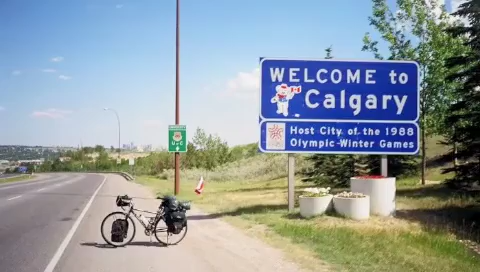 WELCOME to
Calgary
Host City of the 1988
Olympic-Winter Games